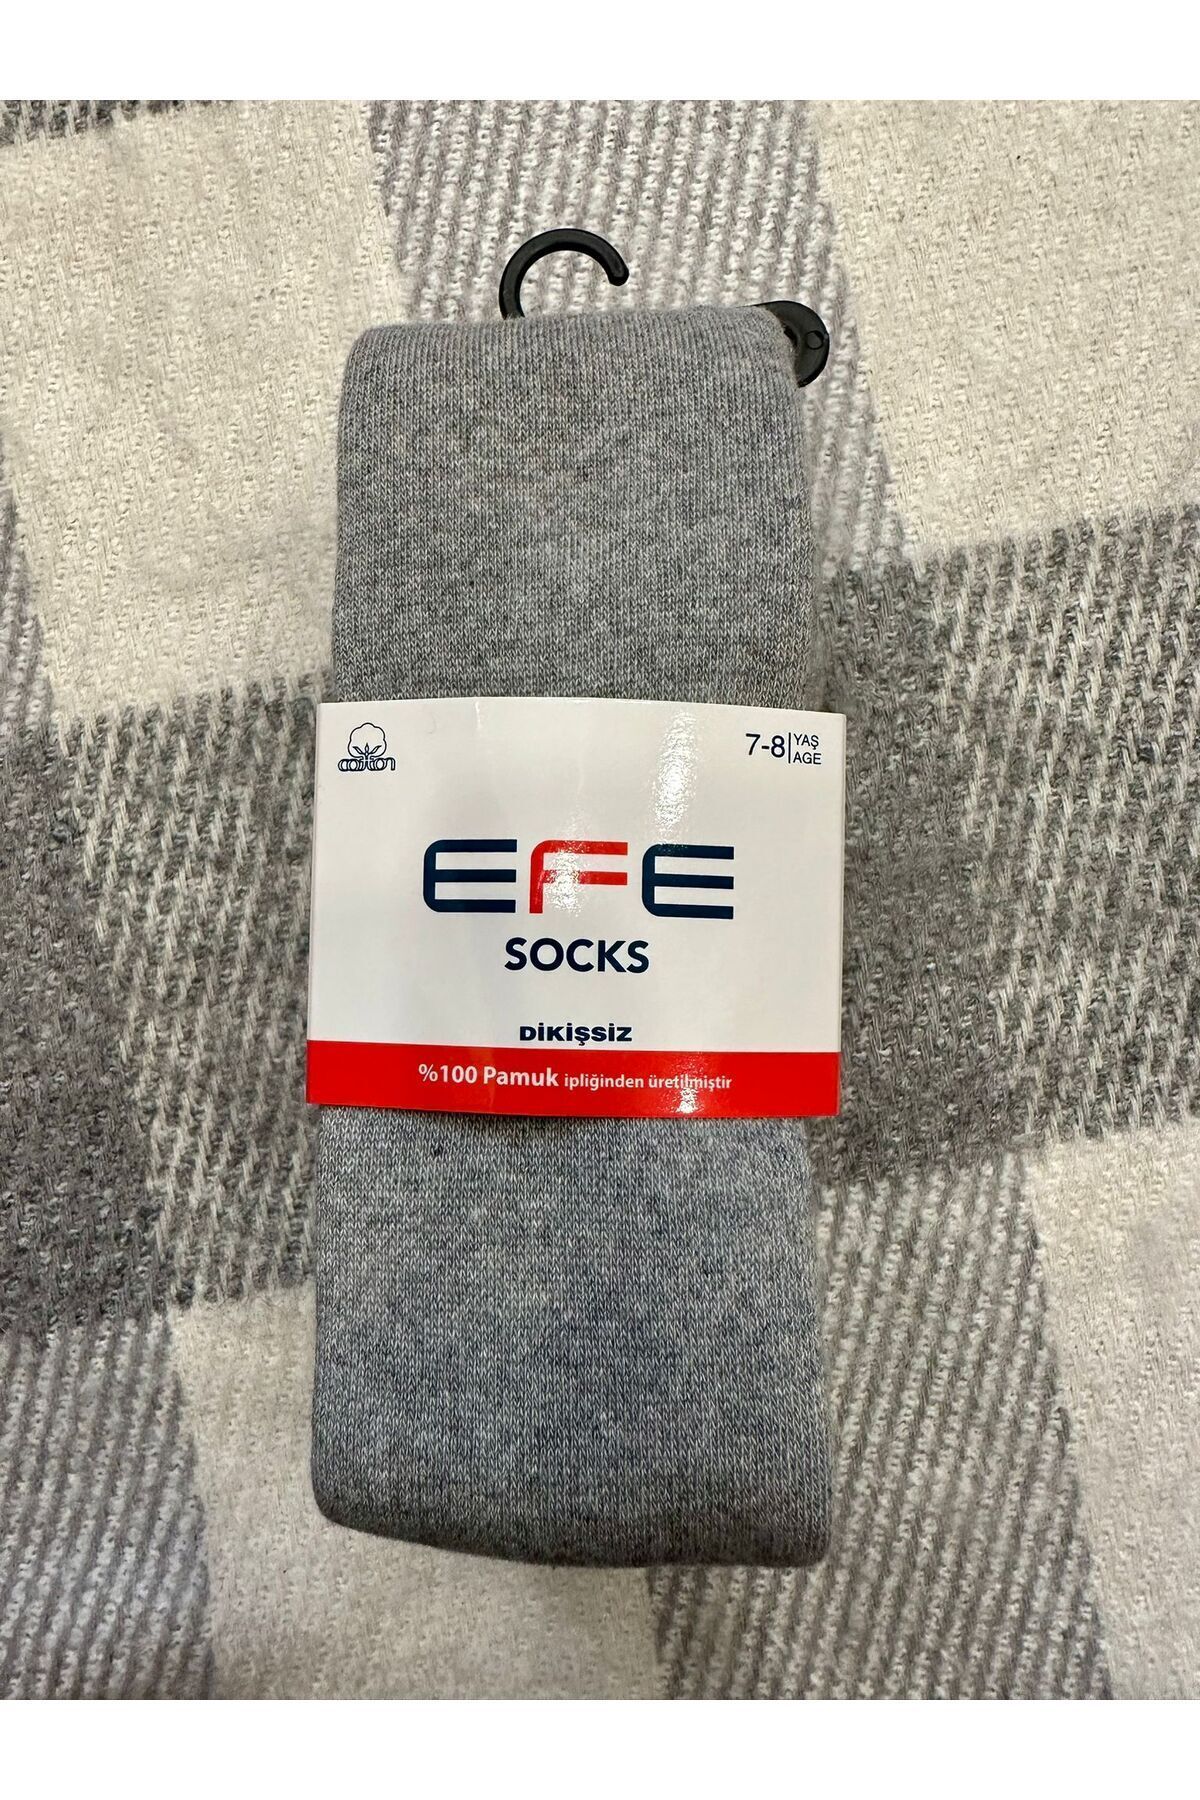 cotton
7-8 YAŞ
AGE
EFE
SOCKS
DİKİŞSİZ
%100 Pamuk ipliğinden üretilmiştir